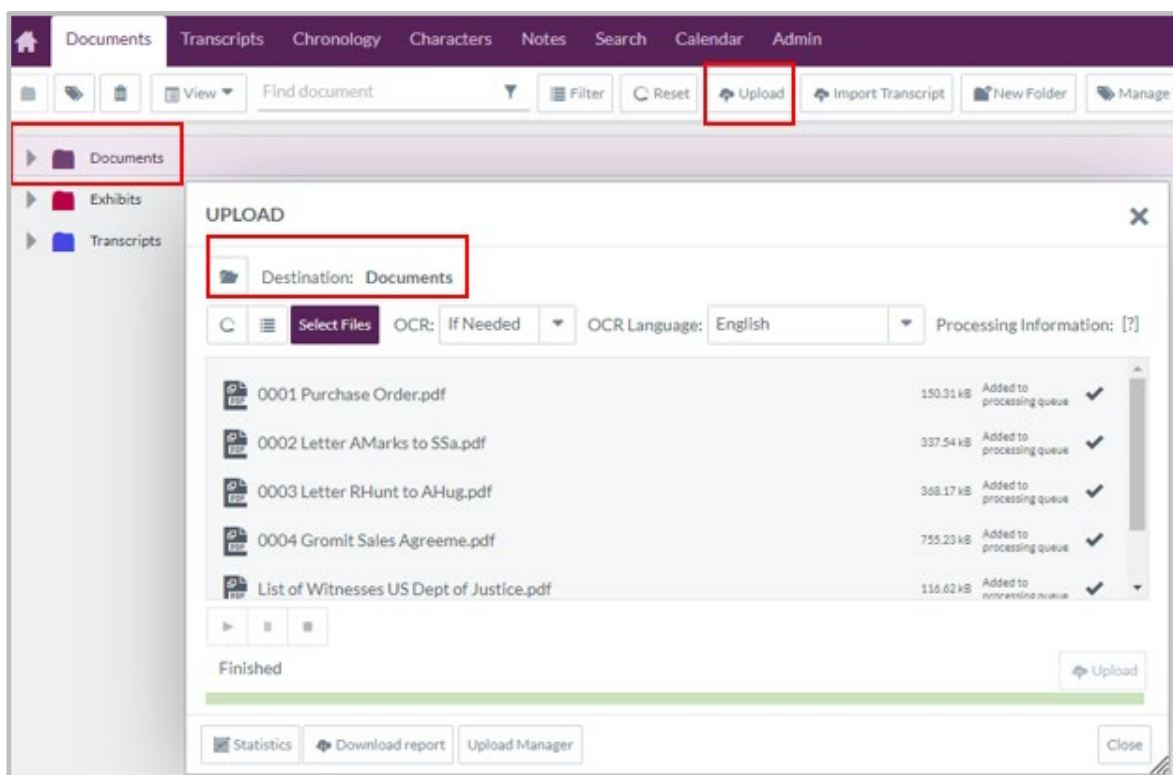 Documents Transcripts Chronology Characters Notes Search Calendar Admin
View Find document Filter Reset Upload Import Transcript New Folder Manage
Documents
Exhibits
Transcripts
UPLOAD
Destination: Documents
Select Files OCR: If Needed OCR Language: English Processing Information: [?]
0001 Purchase Order.pdf 150.31 kB Added to
processing queue
0002 Letter AMarks to SSa.pdf 337.54 kB Added to
processing queue
0003 Letter RHunt to AHug.pdf 368.17 kB Added to
processing queue
0004 Gromit Sales Agreeme.pdf 755.23 kB Added to
processing queue
List of Witnesses US Dept of Justice.pdf 116.62 kB Added to
processing queue
Finished Upload
Statistics Download report Upload Manager Close